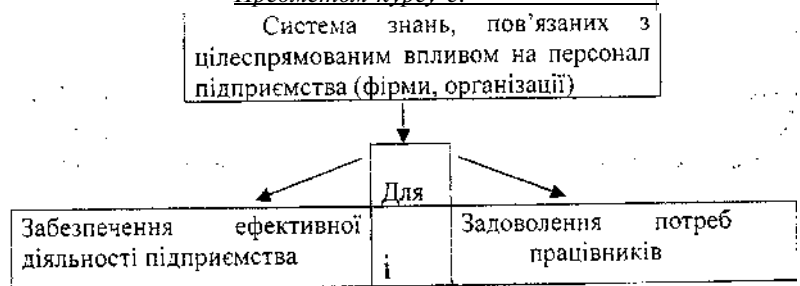 Предметом курсу є:
Система знань, пов’язаних з
цілеспрямованим впливом на персонал
підприємства (фірми, організації)
Для
Забезпечення ефективної
діяльності підприємства
і
Задоволення потреб
працівників